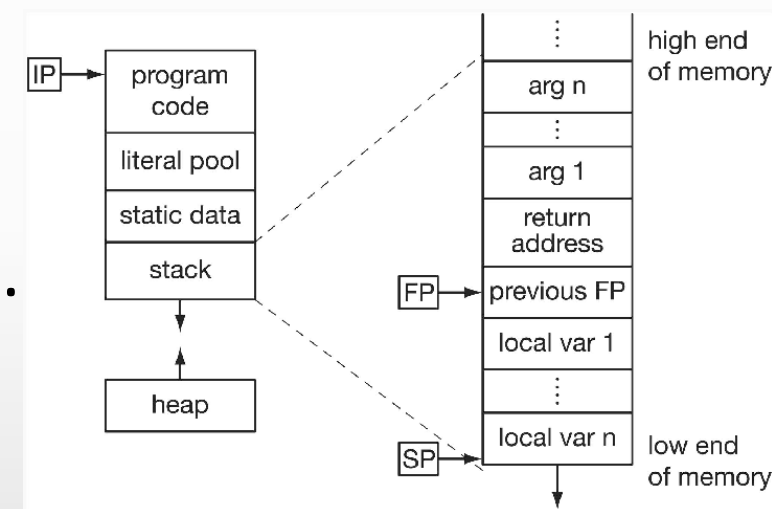 IP
program
code
literal pool
static data
stack
heap
⋮
arg n
⋮
arg 1
return
address
FP
previous FP
local var 1
⋮
local var n
SP
high end
of memory
low end
of memory